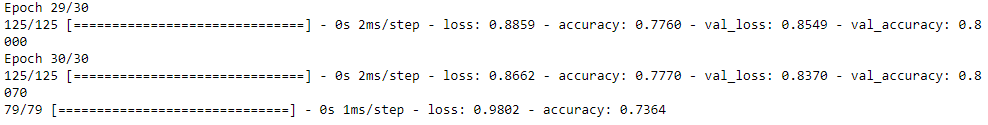 Epoch 29/30
125/125 [==============================] - 0s 2ms/step - loss: 0.8859 - accuracy: 0.7760 - val_loss: 0.8549 - val_accuracy: 0.8
000
Epoch 30/30
125/125 [==============================] - 0s 2ms/step - loss: 0.8662 - accuracy: 0.7770 - val_loss: 0.8370 - val_accuracy: 0.8
070
79/79 [==============================] - 0s 1ms/step - loss: 0.9802 - accuracy: 0.7364